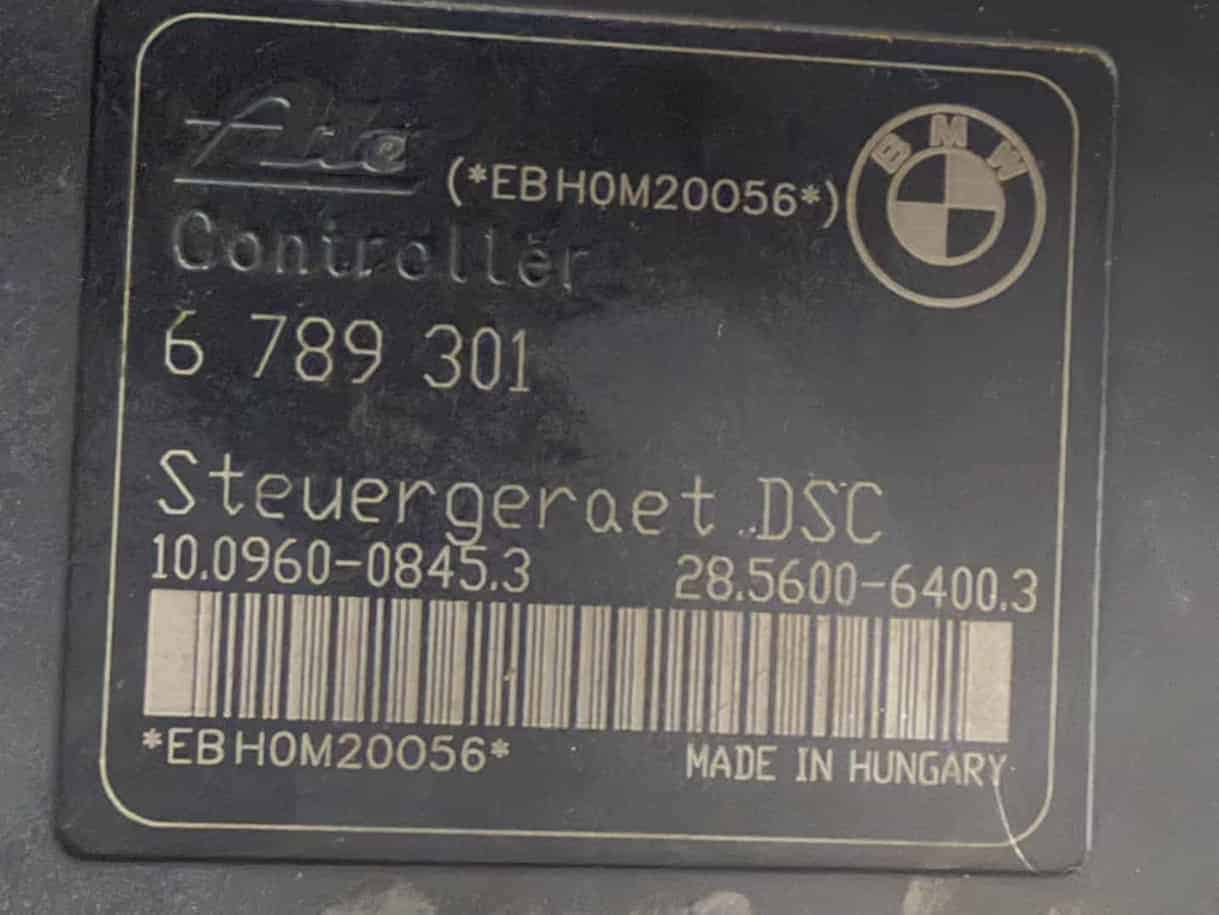 Ate
(*EBH0M20056*)
BMW
Controller
6 789 301
Steuergeraet DSC
10.0960-0845.3 28.5600-6400.3
*EBH0M20056*
MADE IN HUNGARY